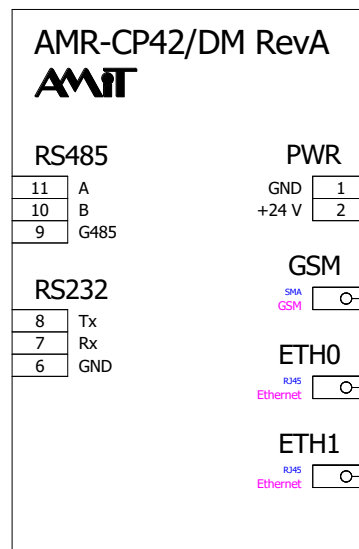 AMR-CP42/DM RevA
AMiT
RS485
11 A
10 B
9 G485
RS232
8 Tx
7 Rx
6 GND
PWR
GND 1
+24 V 2
GSM
SMA
GSM
ETH0
RJ45
Ethernet
ETH1
RJ45
Ethernet